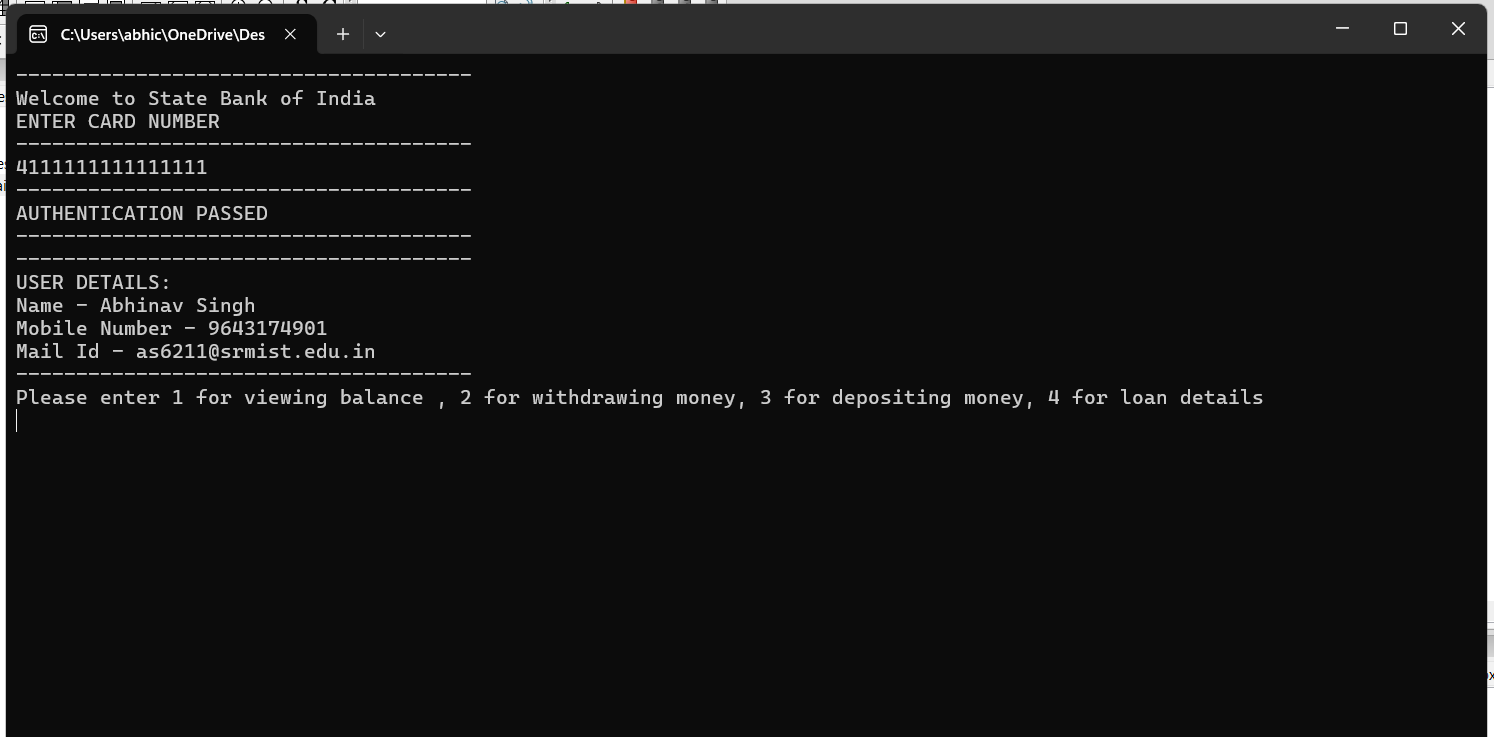 C:\Users\abhic\OneDrive\Des
--------------------------------------
Welcome to State Bank of India
ENTER CARD NUMBER
--------------------------------------
4111111111111111
--------------------------------------
AUTHENTICATION PASSED
--------------------------------------
--------------------------------------
USER DETAILS:
Name - Abhinav Singh
Mobile Number - 9643174901
Mail Id - as6211@srmist.edu.in
--------------------------------------
Please enter 1 for viewing balance , 2 for withdrawing money, 3 for depositing money, 4 for loan details